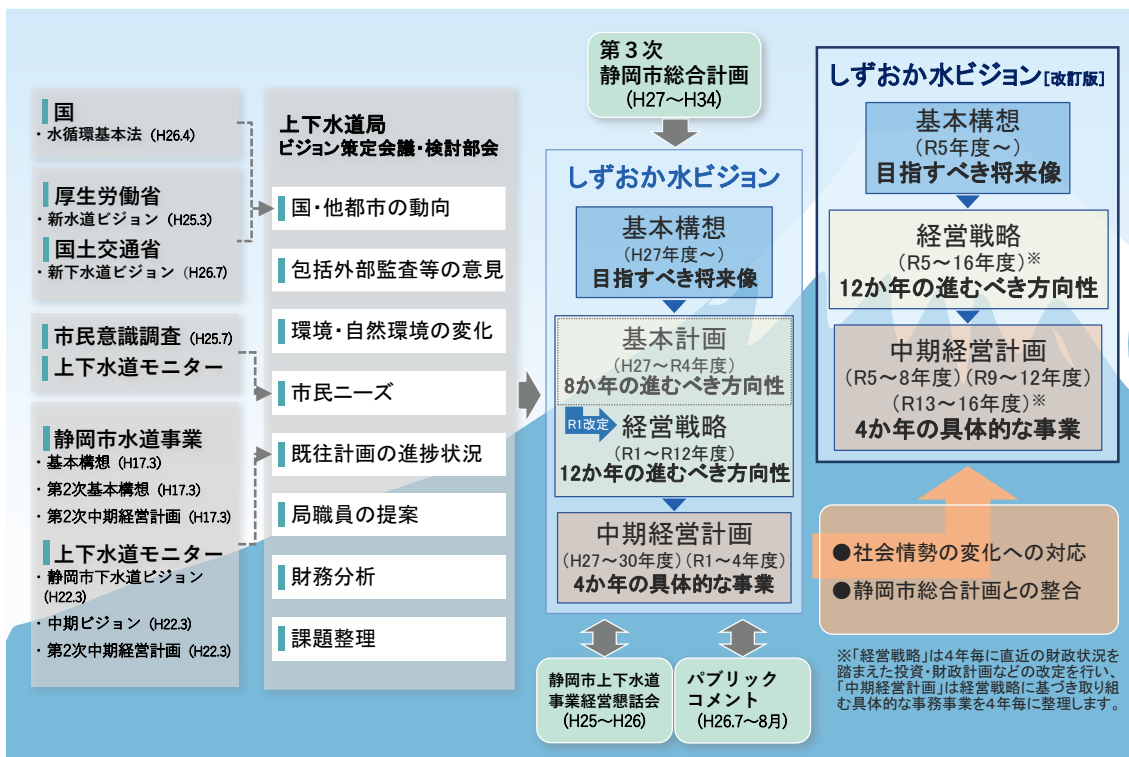 国
・水循環基本法 (H26.4)
厚生労働省
・新水道ビジョン (H25.3)
国土交通省
・新下水道ビジョン (H26.7)
市民意識調査 (H25.7)
上下水道モニター
静岡市水道事業
・基本構想 (H17.3)
・第2次基本構想 (H17.3)
・第2次中期経営計画 (H17.3)
上下水道モニター
・静岡市下水道ビジョン
(H22.3)
・中期ビジョン (H22.3)
・第2次中期経営計画 (H22.3)
上下水道局
ビジョン策定会議・検討部会
国・他都市の動向
包括外部監査等の意見
環境・自然環境の変化
市民ニーズ
既往計画の進捗状況
局職員の提案
財務分析
課題整理
第３次
静岡市総合計画
(H27～H34)
しずおか水ビジョン
基本構想
(H27年度～)
目指すべき将来像
基本計画
(H27～R4年度)
8か年の進むべき方向性
R1改定
経営戦略
(R1～R12年度)
12か年の進むべき方向性
中期経営計画
(H27～30年度)(R1～4年度)
4か年の具体的な事業
静岡市上下水道
事業経営懇話会
(H25～H26)
パブリック
コメント
(H26.7～8月)
しずおか水ビジョン[改訂版]
基本構想
(R5年度～)
目指すべき将来像
経営戦略
(R5～16年度)※
12か年の進むべき方向性
中期経営計画
(R5～8年度)(R9～12年度)
(R13～16年度)※
4か年の具体的な事業
●社会情勢の変化への対応
●静岡市総合計画との整合
※「経営戦略」は４年毎に直近の財政状況を
踏まえた投資・財政計画などの改定を行い、
「中期経営計画」は経営戦略に基づき取り組
む具体的な事務事業を４年毎に整理します。